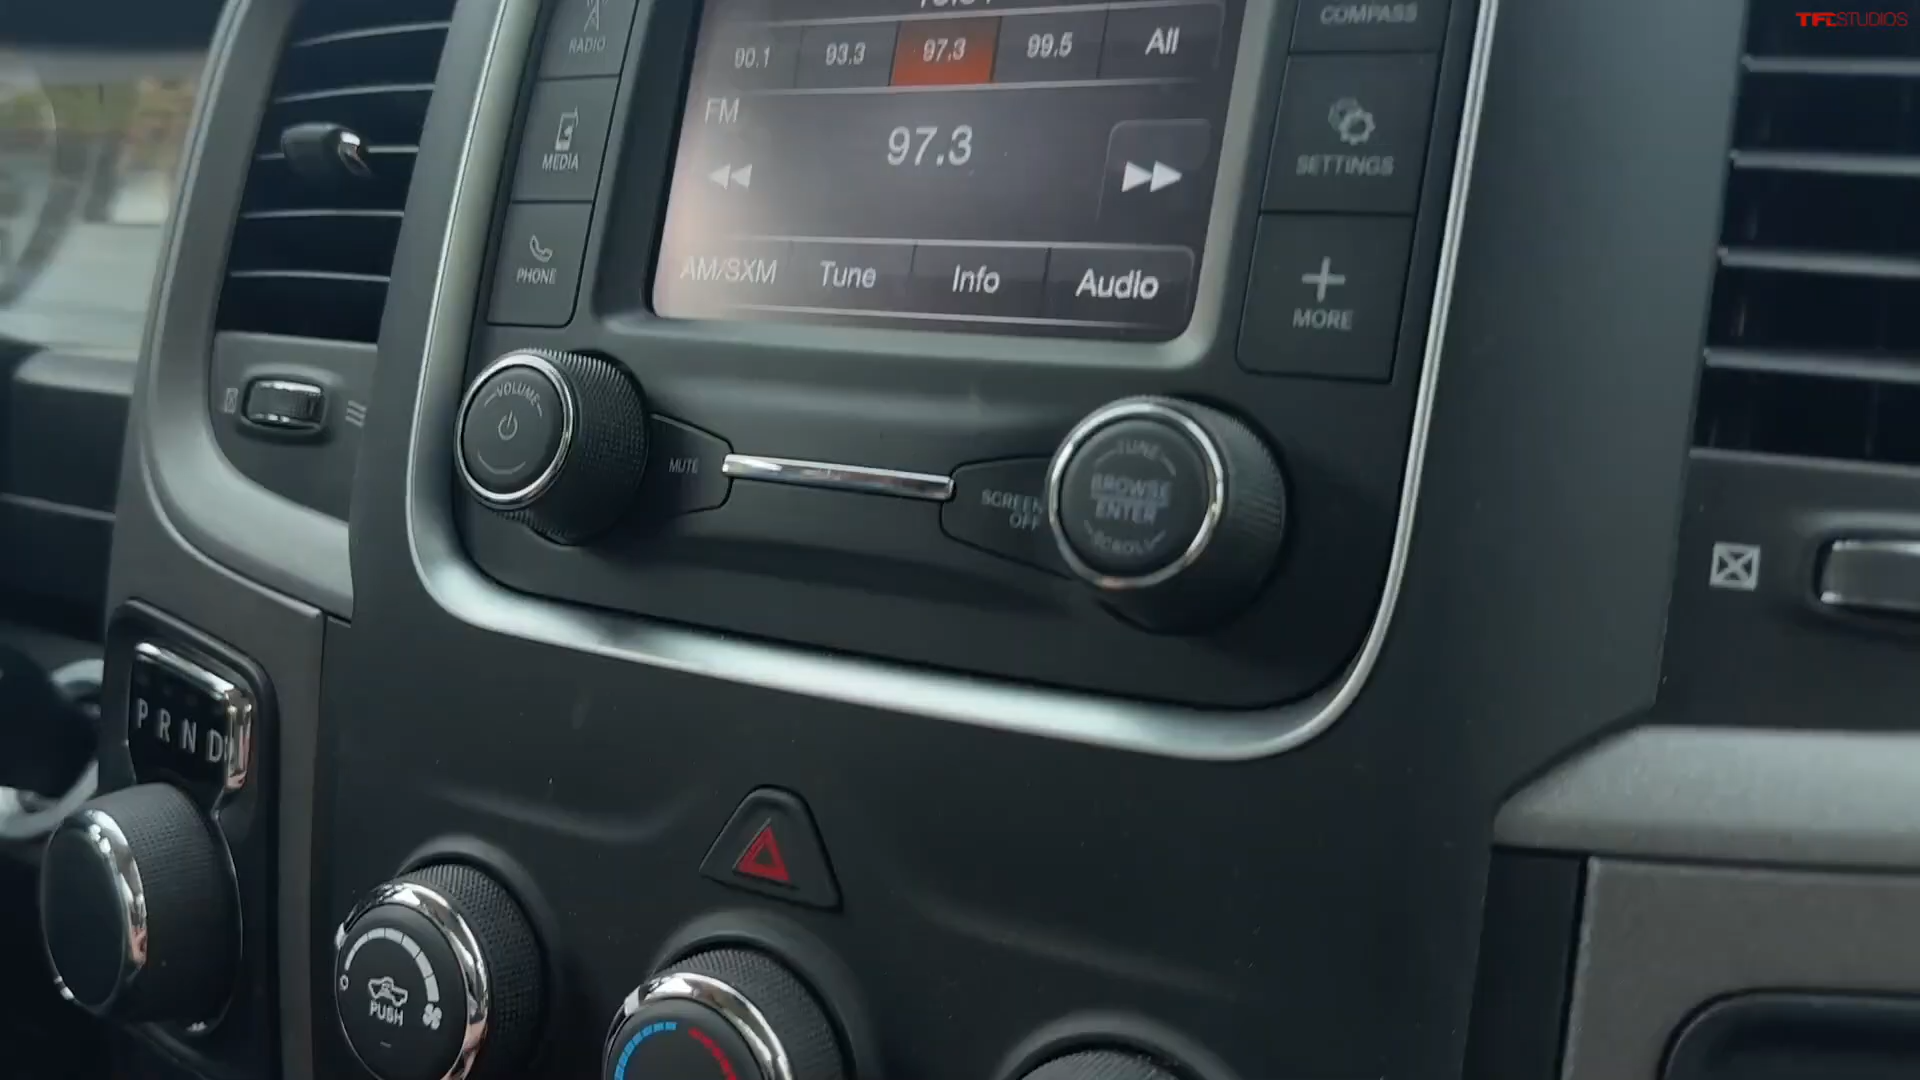 TFLSTUDIOS
RADIO
COMPASS
90.1 93.3 97.3 99.5 All
FM
97.3
MEDIA
SETTINGS
PHONE
AM/SXM Tune Info Audio
MORE
VOLUME
MUTE
SCREEN
OFF
TUNE
BROWSE
ENTER
SCROLL
P R N D
PUSH